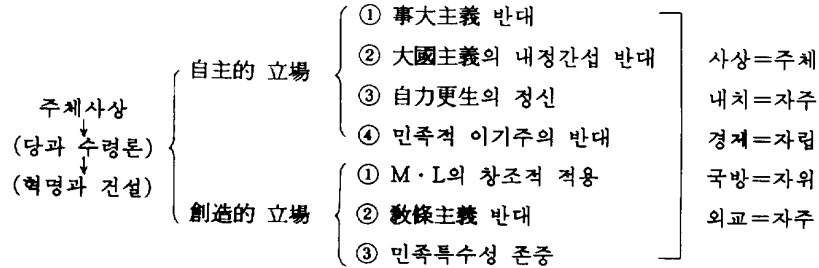 주체사상
(당과 수령론)
(혁명과 건설)
自主的 立場
① 事大主義 반대
② 大國主義의 내정간섭 반대
③ 自力更生의 정신
④ 민족적 이기주의 반대
創造的 立場
① M·L의 창조적 적용
② 敎條主義 반대
③ 민족특수성 존중
사상=주체
내치=자주
경제=자립
국방=자위
외교=자주